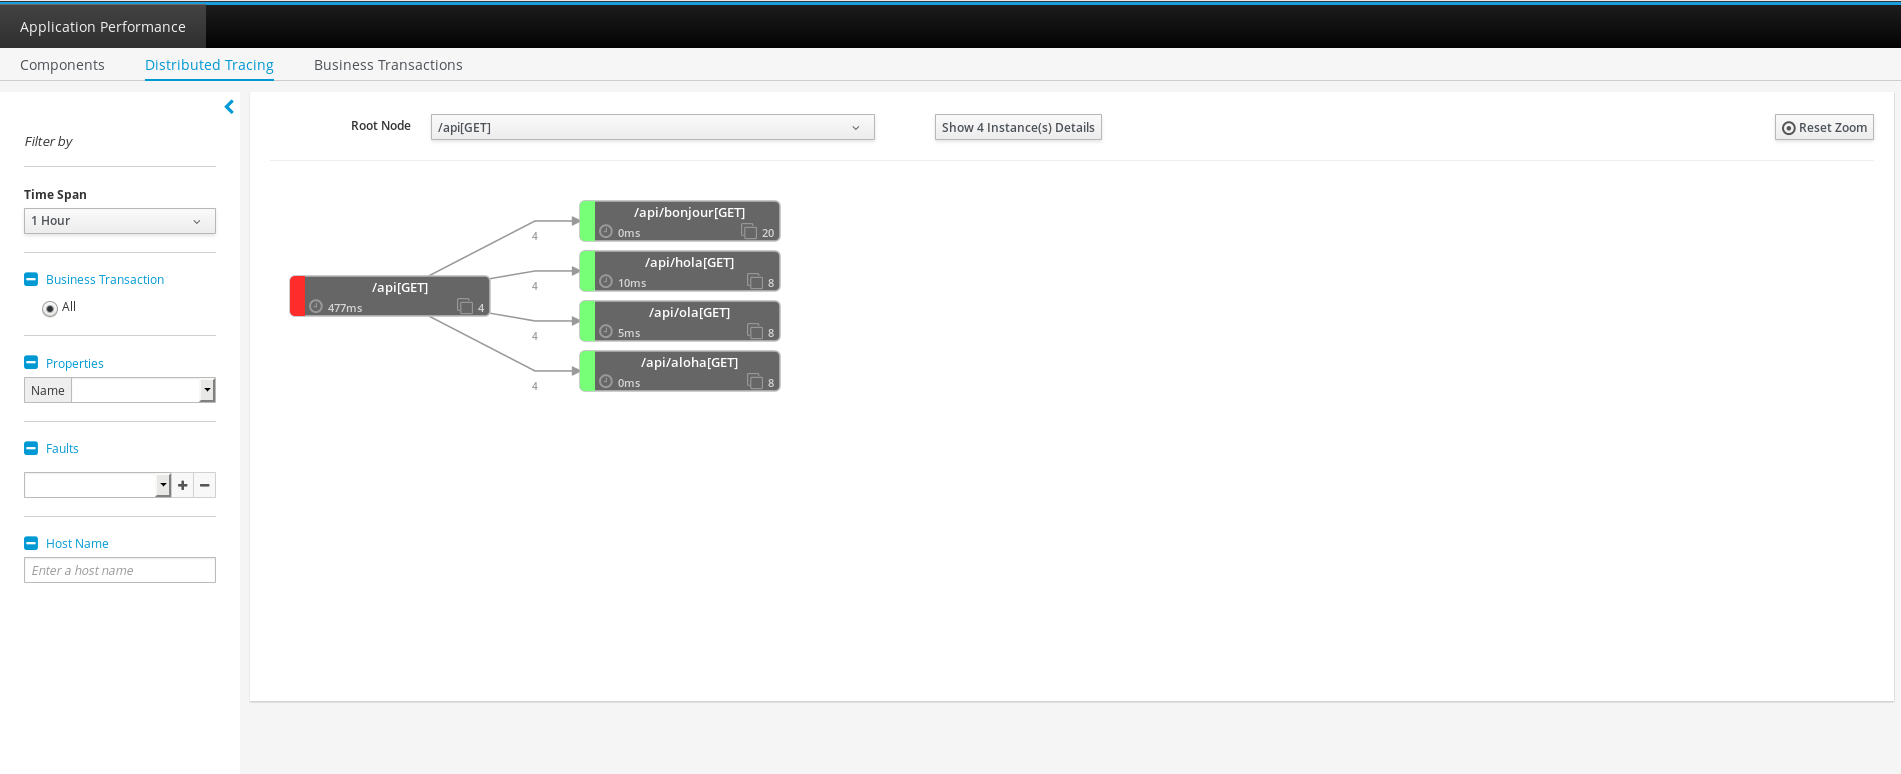 Application Performance
Components Distributed Tracing Business Transactions
Filter by
Time Span
1 Hour
Business Transaction
All
Properties
Name
Faults
Host Name
Enter a host name
Root Node /api[GET] Show 4 Instance(s) Details Reset Zoom
/api[GET]
477ms 4
4
/api/bonjour[GET]
0ms 20
4
/api/hola[GET]
10ms 8
4
/api/ola[GET]
5ms 8
4
/api/aloha[GET]
0ms 8